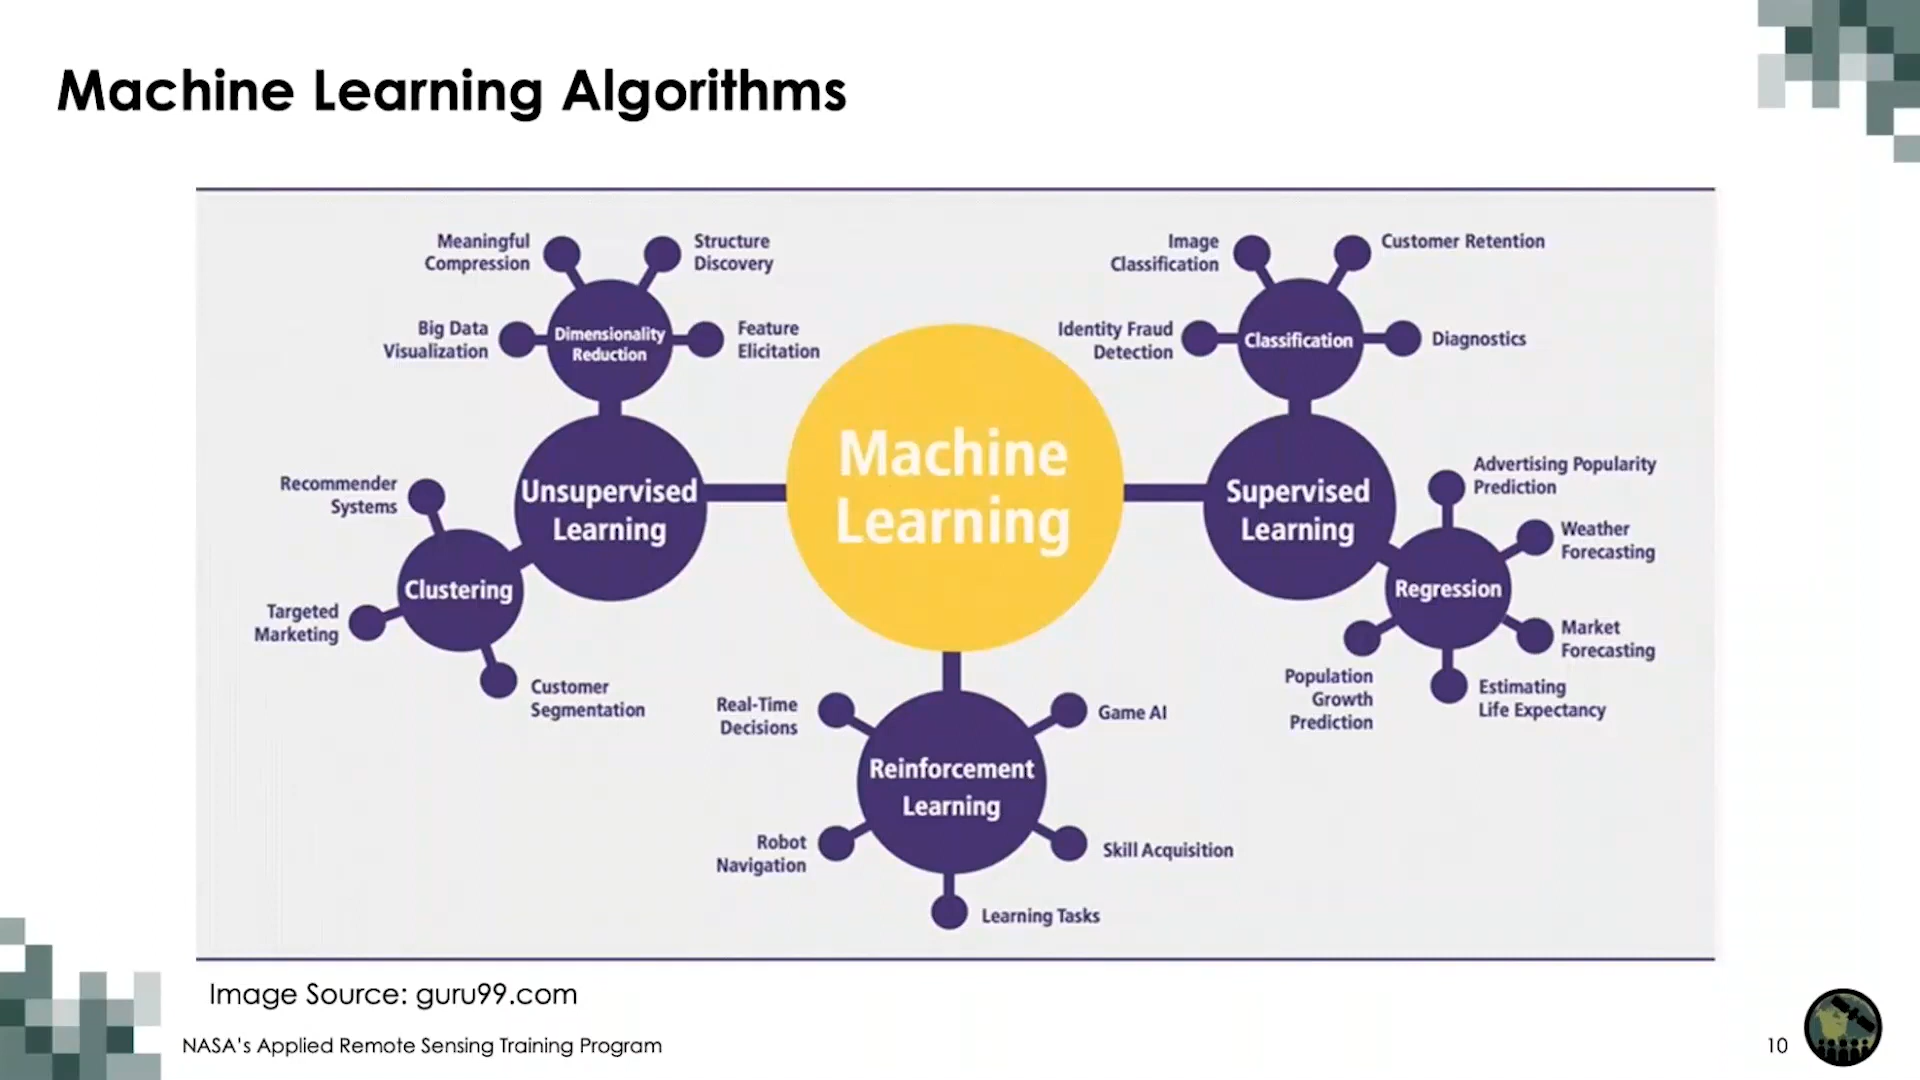 Machine Learning Algorithms
Meaningful
Compression
Structure
Discovery
Big Data
Visualization
Dimensionality
Reduction
Feature
Elicitation
Image
Classification
Customer Retention
Identity Fraud
Detection
Classification
Diagnostics
Machine
Learning
Unsupervised
Learning
Recommender
Systems
Clustering
Targeted
Marketing
Customer
Segmentation
Supervised
Learning
Advertising Popularity
Prediction
Weather
Forecasting
Regression
Market
Forecasting
Population
Growth
Prediction
Estimating
Life Expectancy
Real-Time
Decisions
Game AI
Reinforcement
Learning
Robot
Navigation
Skill Acquisition
Learning Tasks
Image Source: guru99.com
NASA's Applied Remote Sensing Training Program
10